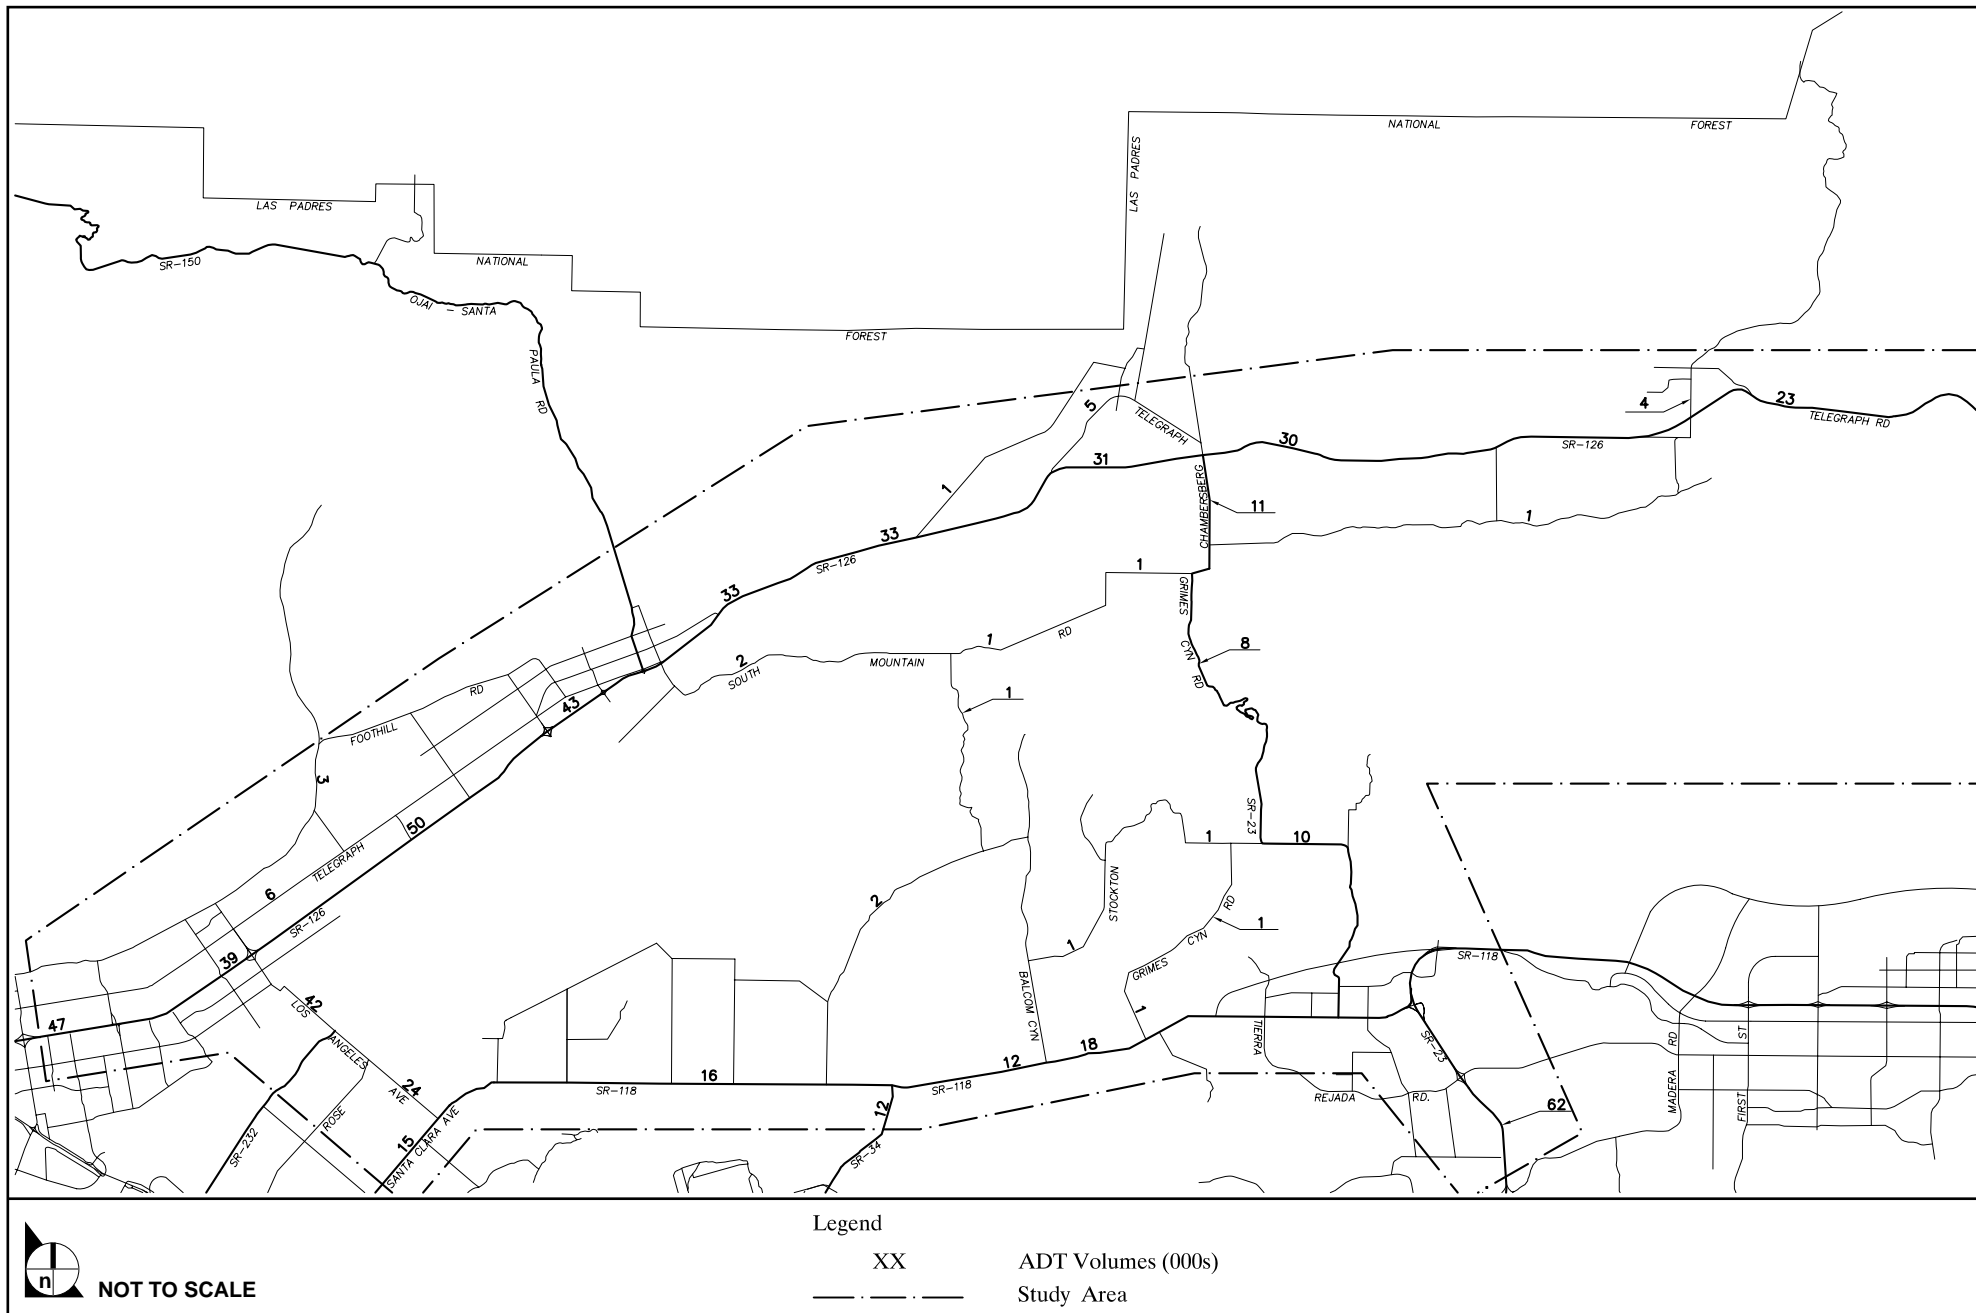 NATIONAL
FOREST
LAS PADRES
LAS PADRES
SR-150
NATIONAL
OJAI - SANTA
PAULA RD
FOREST
5
TELEGRAPH
4
23
TELEGRAPH RD
30
SR-126
31
1
CHAMBERSBERG
11
1
33
SR-126
33
1
GRIMES
CYN
RD
8
1
RD
2
SOUTH
MOUNTAIN
1
FOOTHILL
RD
43
3
50
TELEGRAPH
6
SR-126
39
SR-23
10
1
STOCKTON
2
1
1
GRIMES
CYN
RD
1
BALCOM CYN
47
42
LOS
ANGELES
24
AVE
ROSE
SR-232
15
SANTA CLARA AVE
16
SR-118
12
SR-34
SR-118
12
18
TIERRA
REJADA
RD.
SR-118
SR-23
62
MADERA
RD
FIRST
ST
n
NOT TO SCALE
Legend
XX ADT Volumes (000s)
Study Area